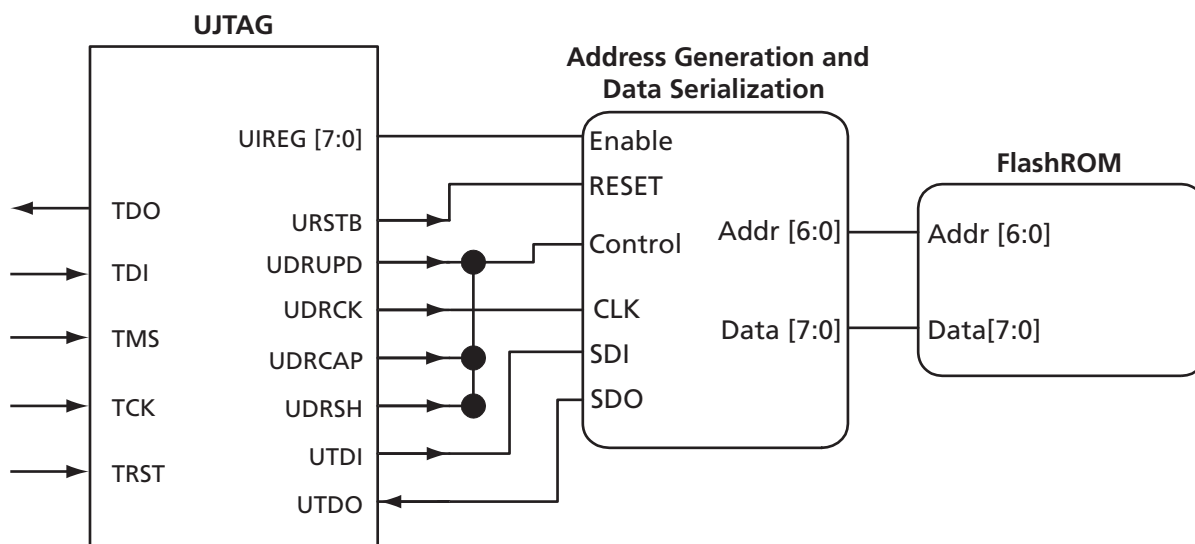 UJTAG
Address Generation and
Data Serialization
FlashROM
UIREG [7:0]
URSTB
UDRUPD
UDRCK
UDRCAP
UDRSH
UTDI
UTDO
TDO
TDI
TMS
TCK
TRST
Enable
RESET
Control
CLK
SDI
SDO
Addr [6:0]
Data [7:0]
Addr [6:0]
Data[7:0]